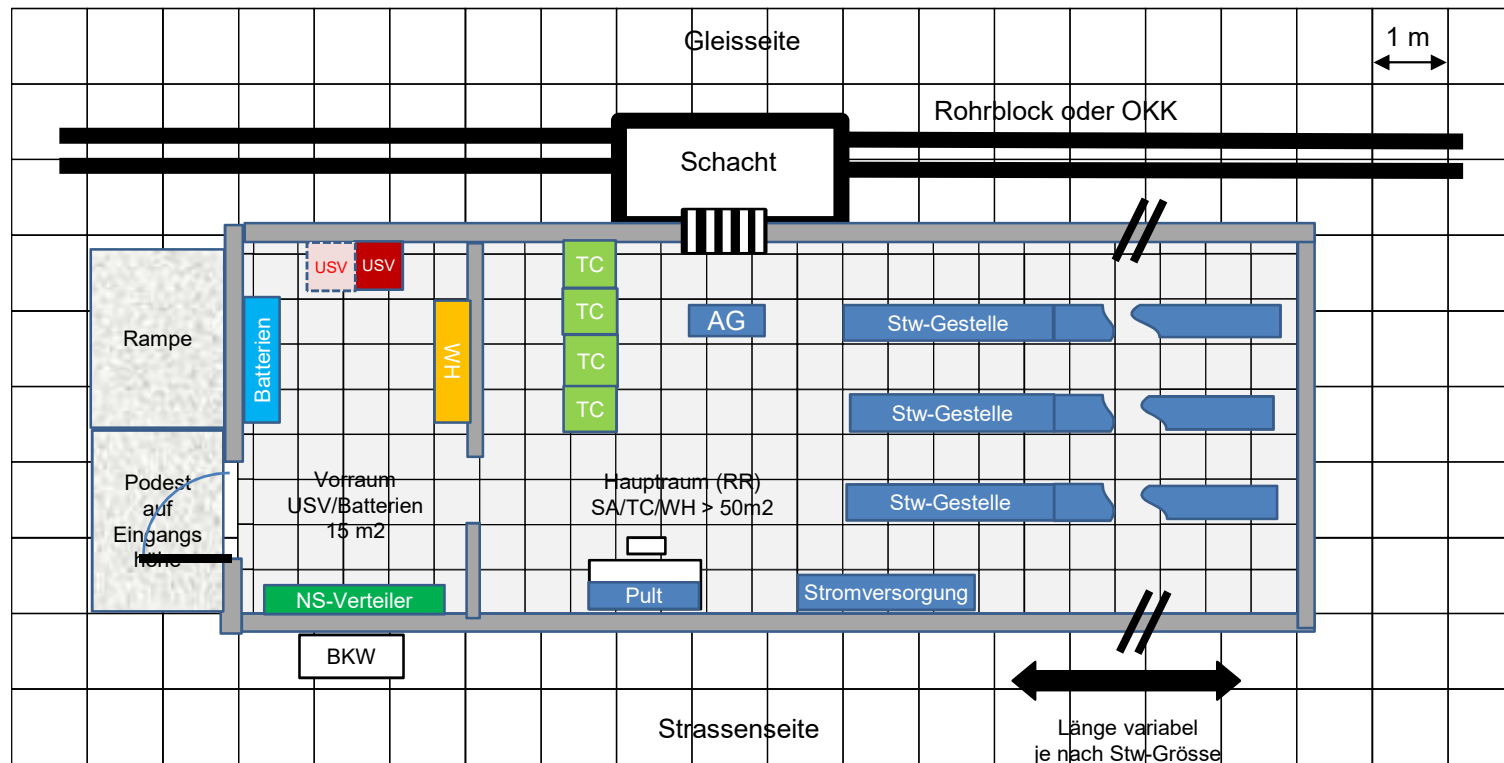 Gleisseite
1 m
Rohrblock oder OKK
Schacht
USV
USV
TC
TC
TC
TC
AG
Stw-Gestelle
Rampe
Batterien
WH
Stw-Gestelle
Podest
auf
Eingangs
höhe
Vorraum
USV/Batterien
15 m2
Hauptraum (RR)
SA/TC/WH > 50m2
Stw-Gestelle
NS-Verteiler
Pult
Stromversorgung
BKW
Strassenseite
Länge variabel
je nach Stw-Grösse